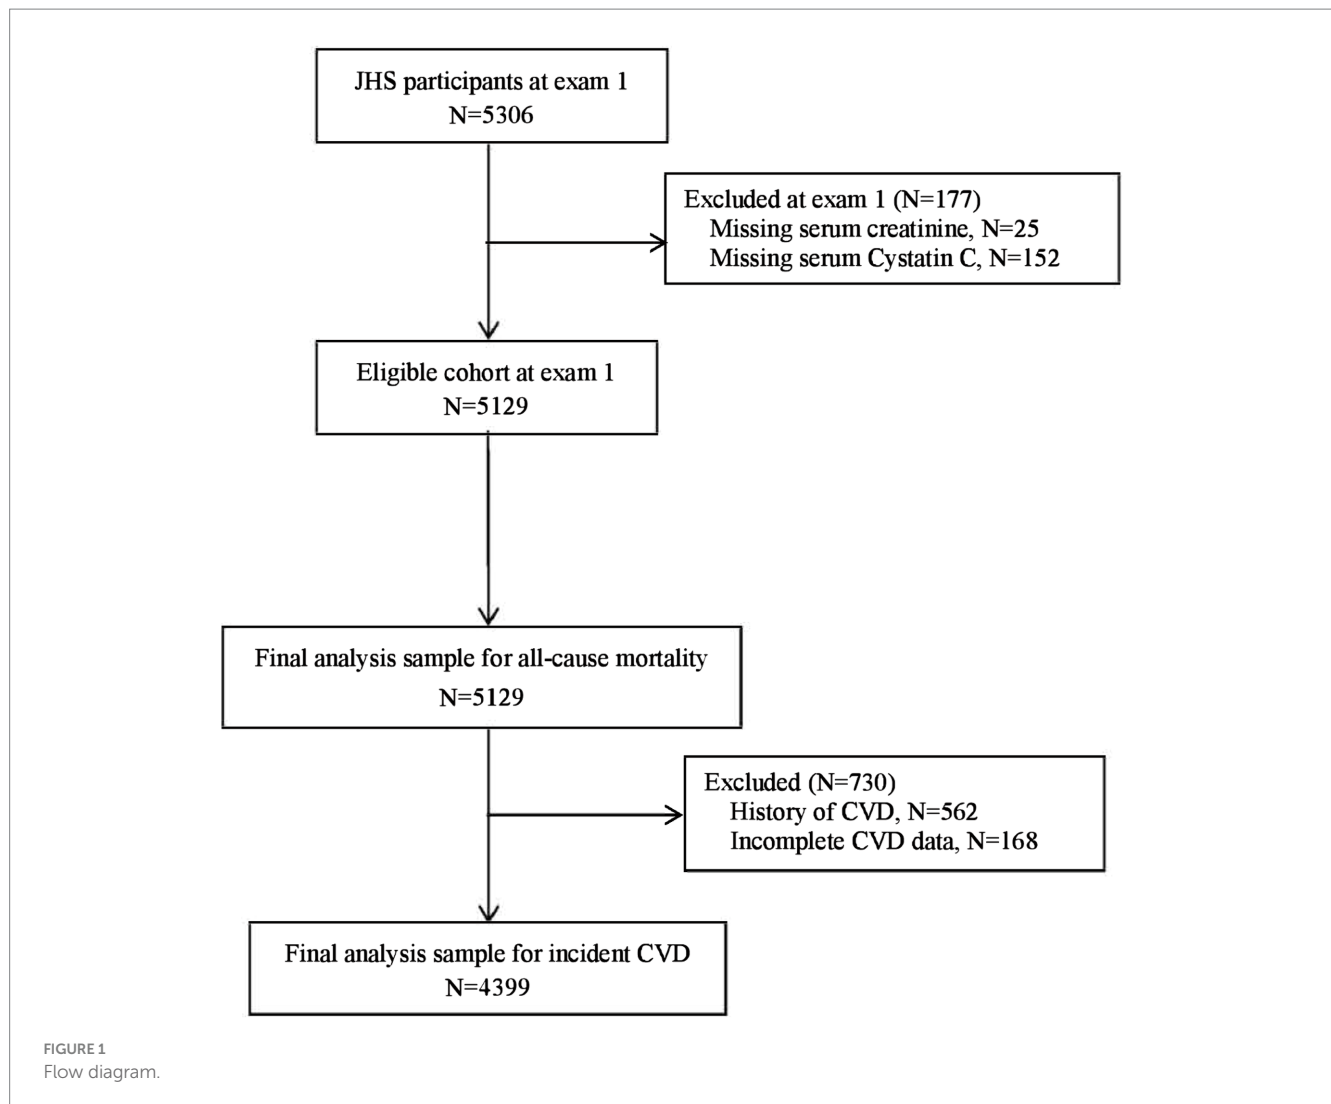 JHS participants at exam 1
N=5306
Excluded at exam 1 (N=177)
Missing serum creatinine, N=25
Missing serum Cystatin C, N=152
Eligible cohort at exam 1
N=5129
Final analysis sample for all-cause mortality
N=5129
Excluded (N=730)
History of CVD, N=562
Incomplete CVD data, N=168
Final analysis sample for incident CVD
N=4399
FIGURE 1
Flow diagram.